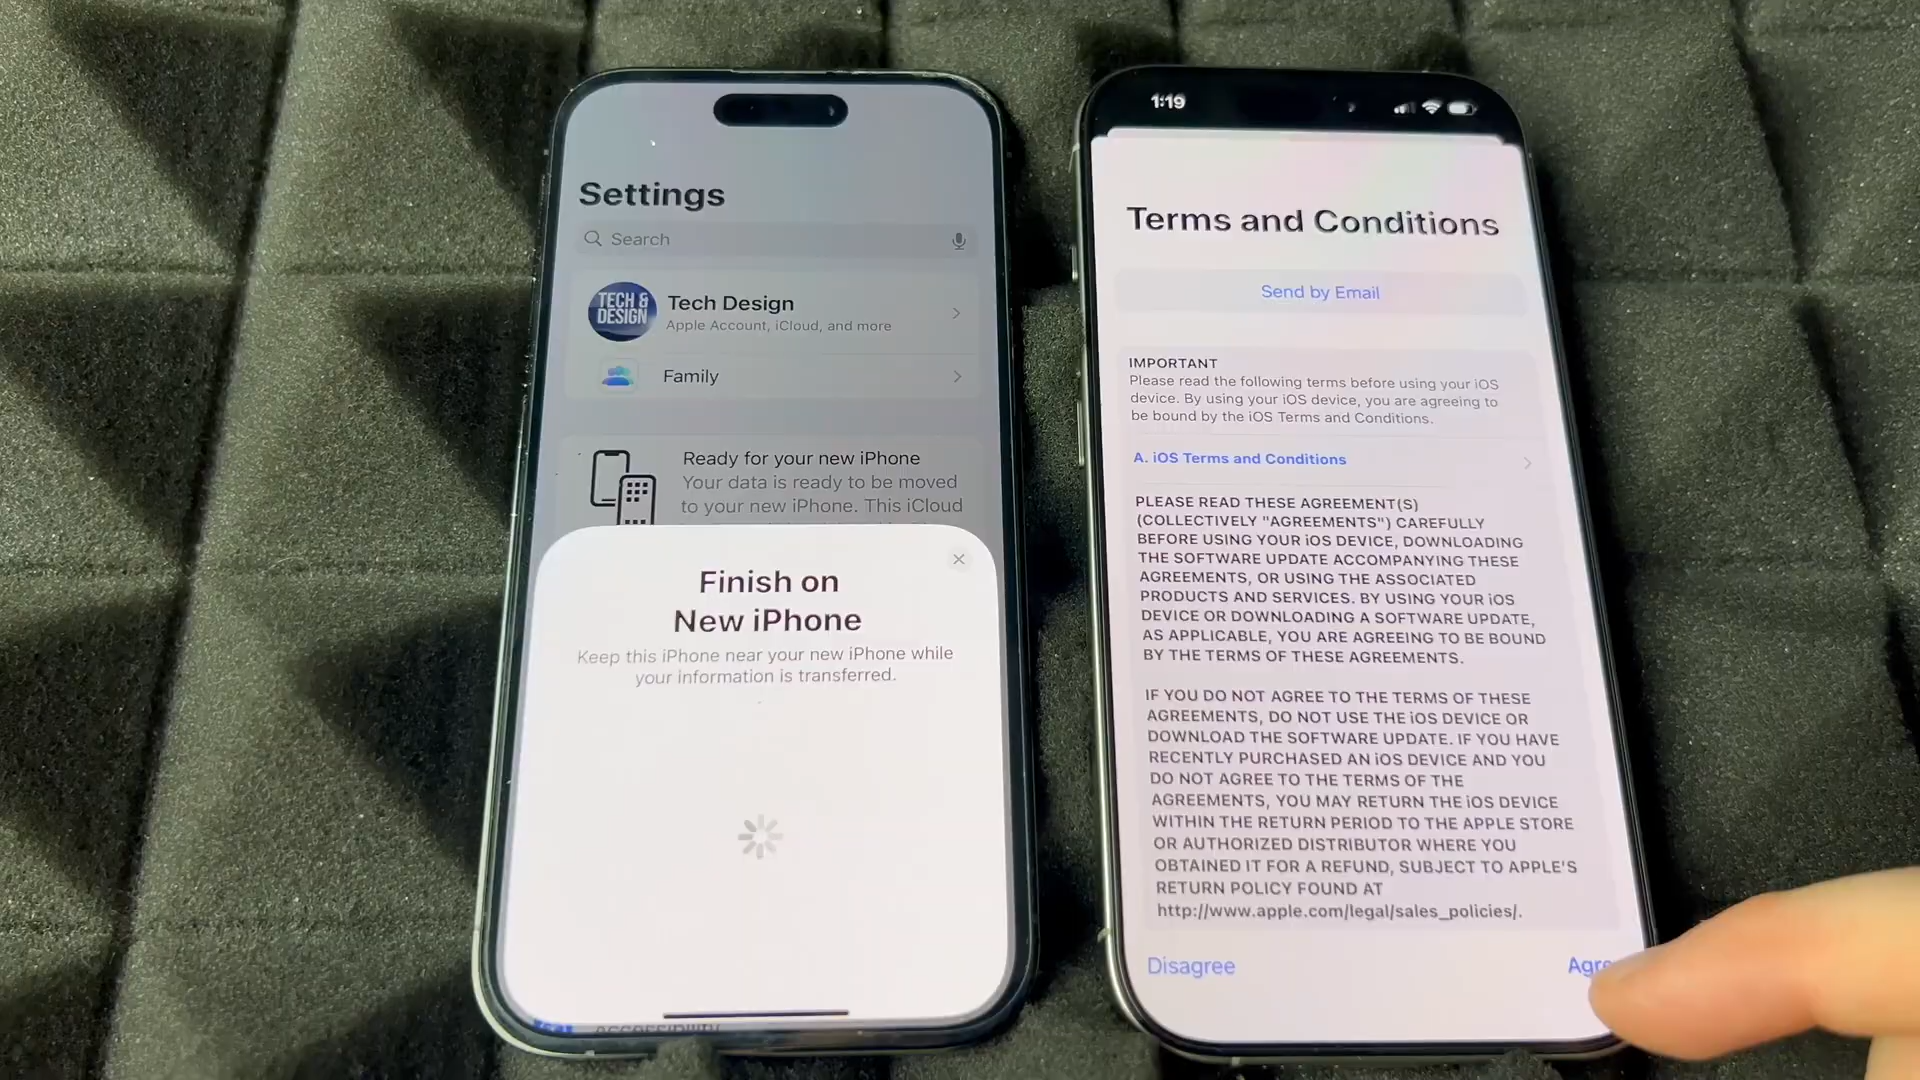 Settings
Search
TECH &
DESIGN
Tech Design
Apple Account, iCloud, and more
Family
Ready for your new iPhone
Your data is ready to be moved
to your new iPhone. This iCloud
Finish on
New iPhone
Keep this iPhone near your new iPhone while
your information is transferred.
1:19
Terms and Conditions
Send by Email
IMPORTANT
Please read the following terms before using your iOS
device. By using your iOS device, you are agreeing to
be bound by the iOS Terms and Conditions.
A. iOS Terms and Conditions
PLEASE READ THESE AGREEMENT(S)
(COLLECTIVELY "AGREEMENTS") CAREFULLY
BEFORE USING YOUR iOS DEVICE, DOWNLOADING
THE SOFTWARE UPDATE ACCOMPANYING THESE
AGREEMENTS, OR USING THE ASSOCIATED
PRODUCTS AND SERVICES. BY USING YOUR iOS
DEVICE OR DOWNLOADING A SOFTWARE UPDATE,
AS APPLICABLE, YOU ARE AGREEING TO BE BOUND
BY THE TERMS OF THESE AGREEMENTS.
IF YOU DO NOT AGREE TO THE TERMS OF THESE
AGREEMENTS, DO NOT USE THE iOS DEVICE OR
DOWNLOAD THE SOFTWARE UPDATE. IF YOU HAVE
RECENTLY PURCHASED AN iOS DEVICE AND YOU
DO NOT AGREE TO THE TERMS OF THE
AGREEMENTS, YOU MAY RETURN THE iOS DEVICE
WITHIN THE RETURN PERIOD TO THE APPLE STORE
OR AUTHORIZED DISTRIBUTOR WHERE YOU
OBTAINED IT FOR A REFUND, SUBJECT TO APPLE'S
RETURN POLICY FOUND AT
http://www.apple.com/legal/sales_policies/.
Disagree